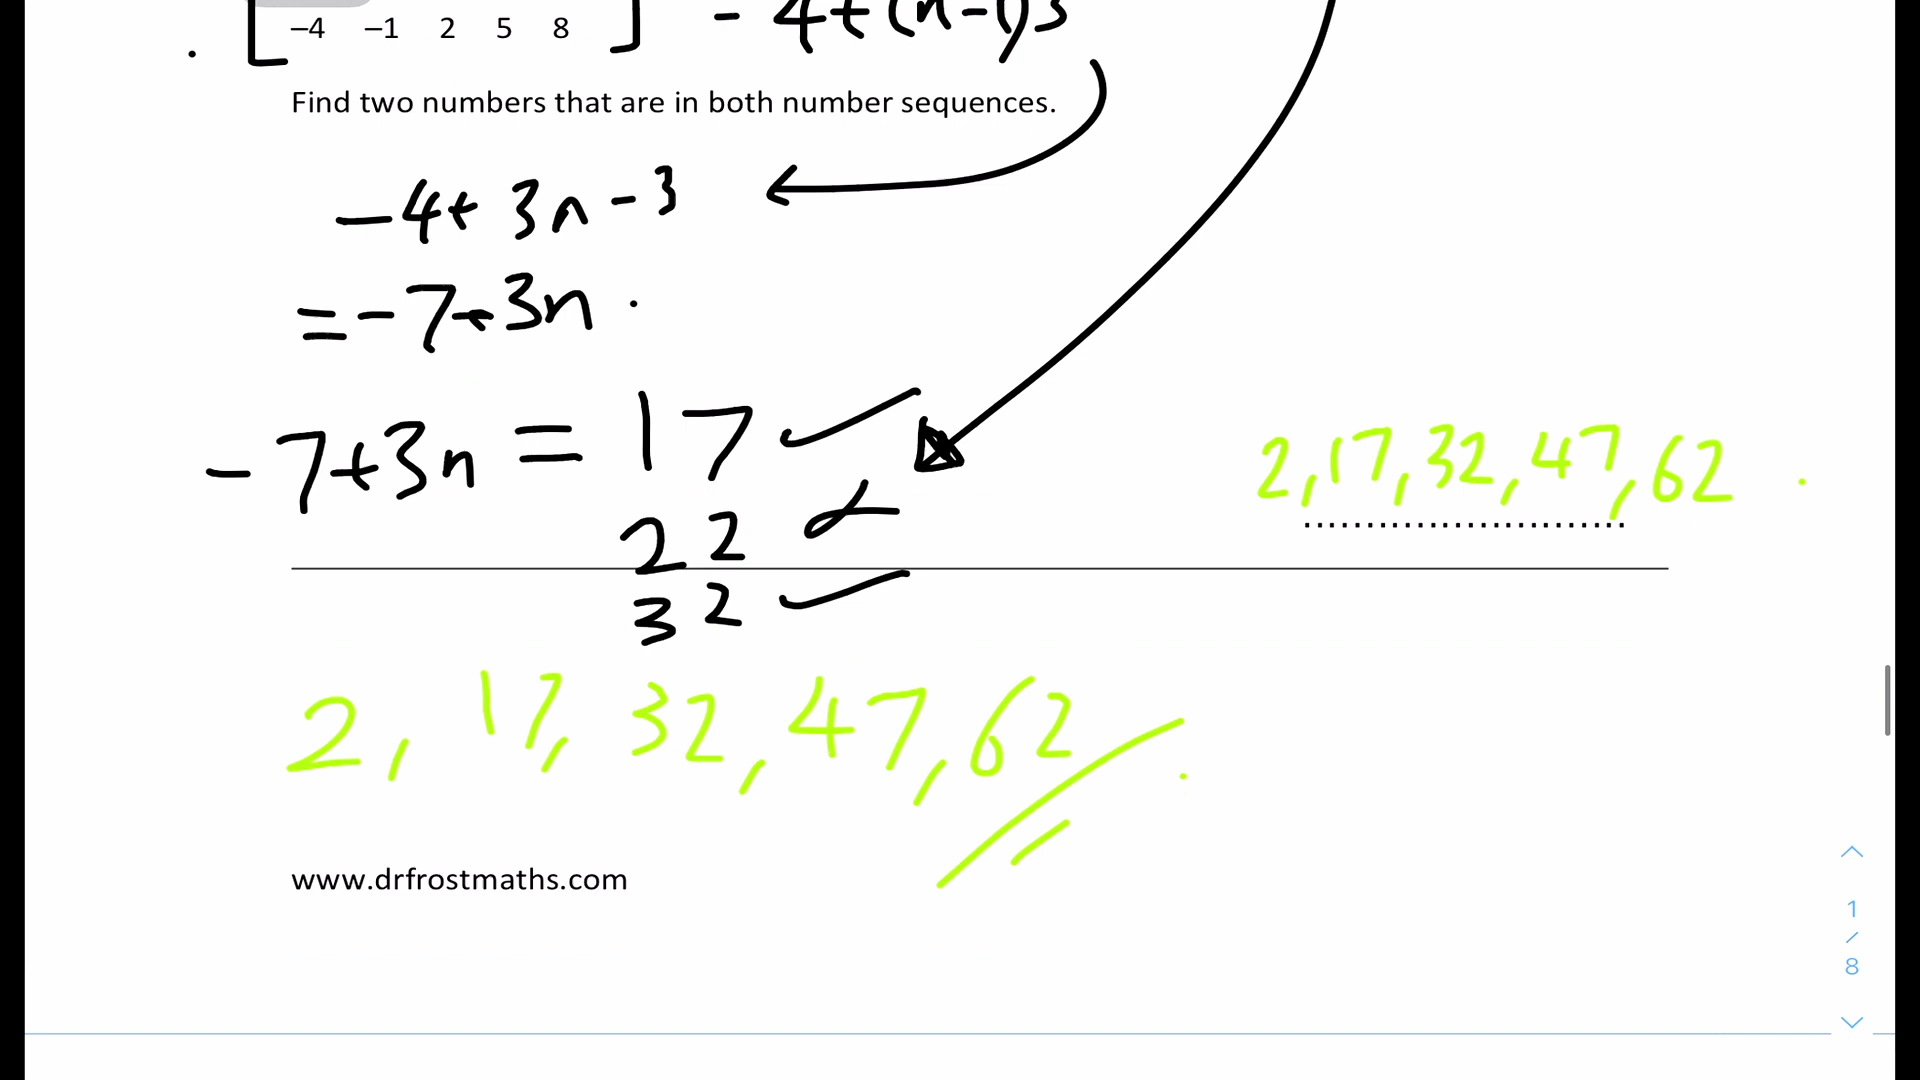 –4 –1 2 5 8 - 4+(n-1)3
Find two numbers that are in both number sequences.
-4+3n-3
=-7+3n.
-7+3n=17
2,17,32,47,62.
22
32
2, 17, 32, 47, 62.
www.drfrostmaths.com
1
/
8